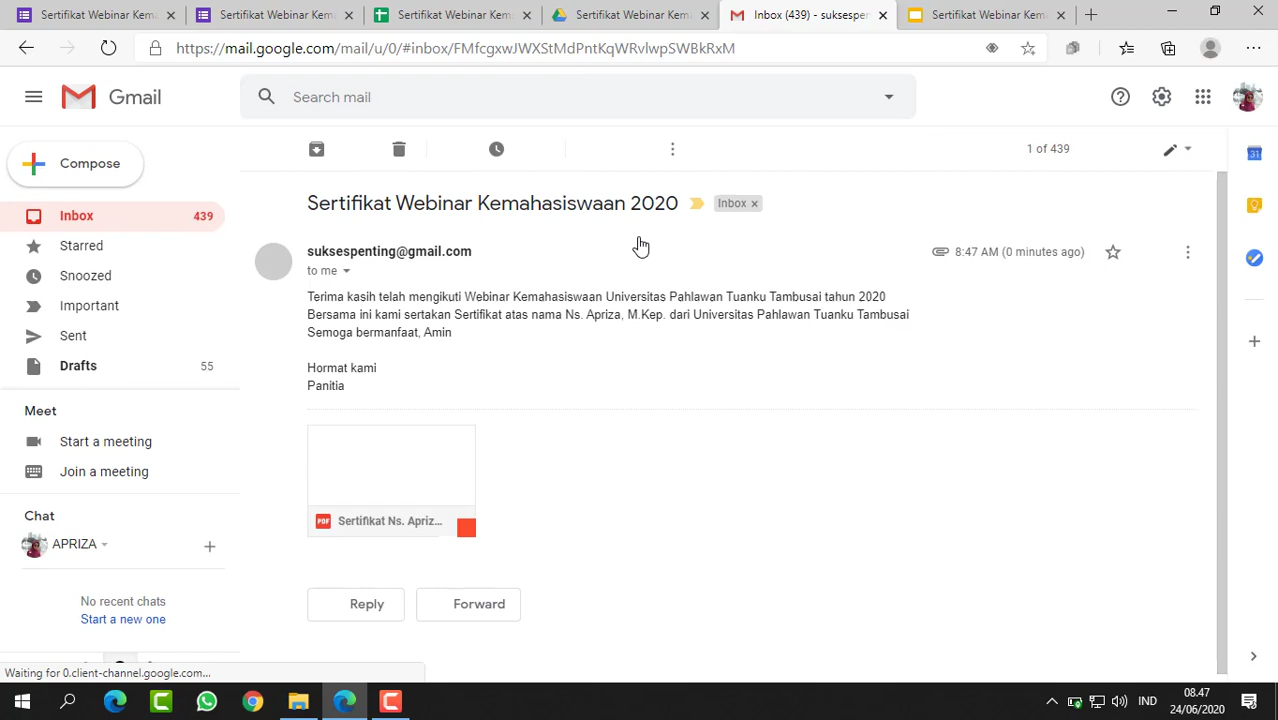 Sertifikat Webinar Kema
Sertifikat Webinar Kema
Sertifikat Webinar Kem
Sertifikat Webinar Kem
Inbox (439) - suksespen
Sertifikat Webinar Kem
https://mail.google.com/mail/u/0/#inbox/FMfcgxwJWXStMdPntKqWRvlwpSWBkRxM
Gmail
Search mail
Compose
1 of 439
31
Inbox 439
Starred
Snoozed
Important
Sent
Drafts 55
Meet
Start a meeting
Join a meeting
Chat
APRIZA
No recent chats
Start a new one
Sertifikat Webinar Kemahasiswaan 2020
Inbox x
suksespenting@gmail.com
8:47 AM (0 minutes ago)
to me
Terima kasih telah mengikuti Webinar Kemahasiswaan Universitas Pahlawan Tuanku Tambusai tahun 2020
Bersama ini kami sertakan Sertifikat atas nama Ns. Apriza, M.Kep. dari Universitas Pahlawan Tuanku Tambusai
Semoga bermanfaat, Amin
Hormat kami
Panitia
PDF Sertifikat Ns. Apriz...
Reply
Forward
Waiting for 0.client-channel.google.com...
IND
08.47
24/06/2020